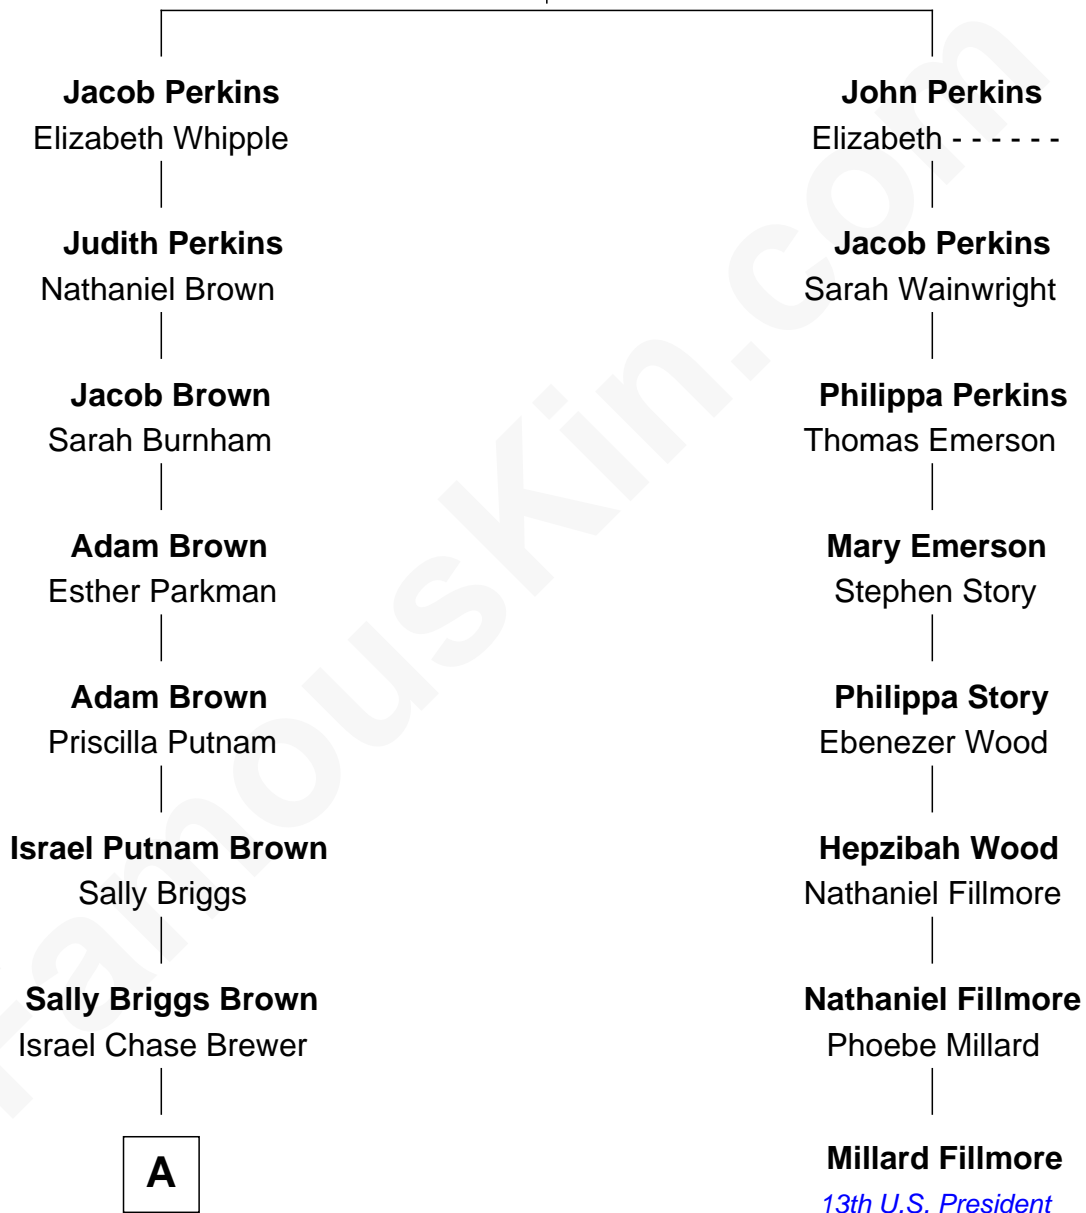 Jacob Perkins
Elizabeth Whipple
Judith Perkins
Nathaniel Brown
Jacob Brown
Sarah Burnham
Adam Brown
Esther Parkman
Adam Brown
Priscilla Putnam
Israel Putnam Brown
Sally Briggs
Sally Briggs Brown
Israel Chase Brewer
A
John Perkins
Elizabeth - - - - - -
Jacob Perkins
Sarah Wainwright
Philippa Perkins
Thomas Emerson
Mary Emerson
Stephen Story
Philippa Story
Ebenezer Wood
Hepzibah Wood
Nathaniel Fillmore
Nathaniel Fillmore
Phoebe Millard
Millard Fillmore
13th U.S. President
FamousKin.com